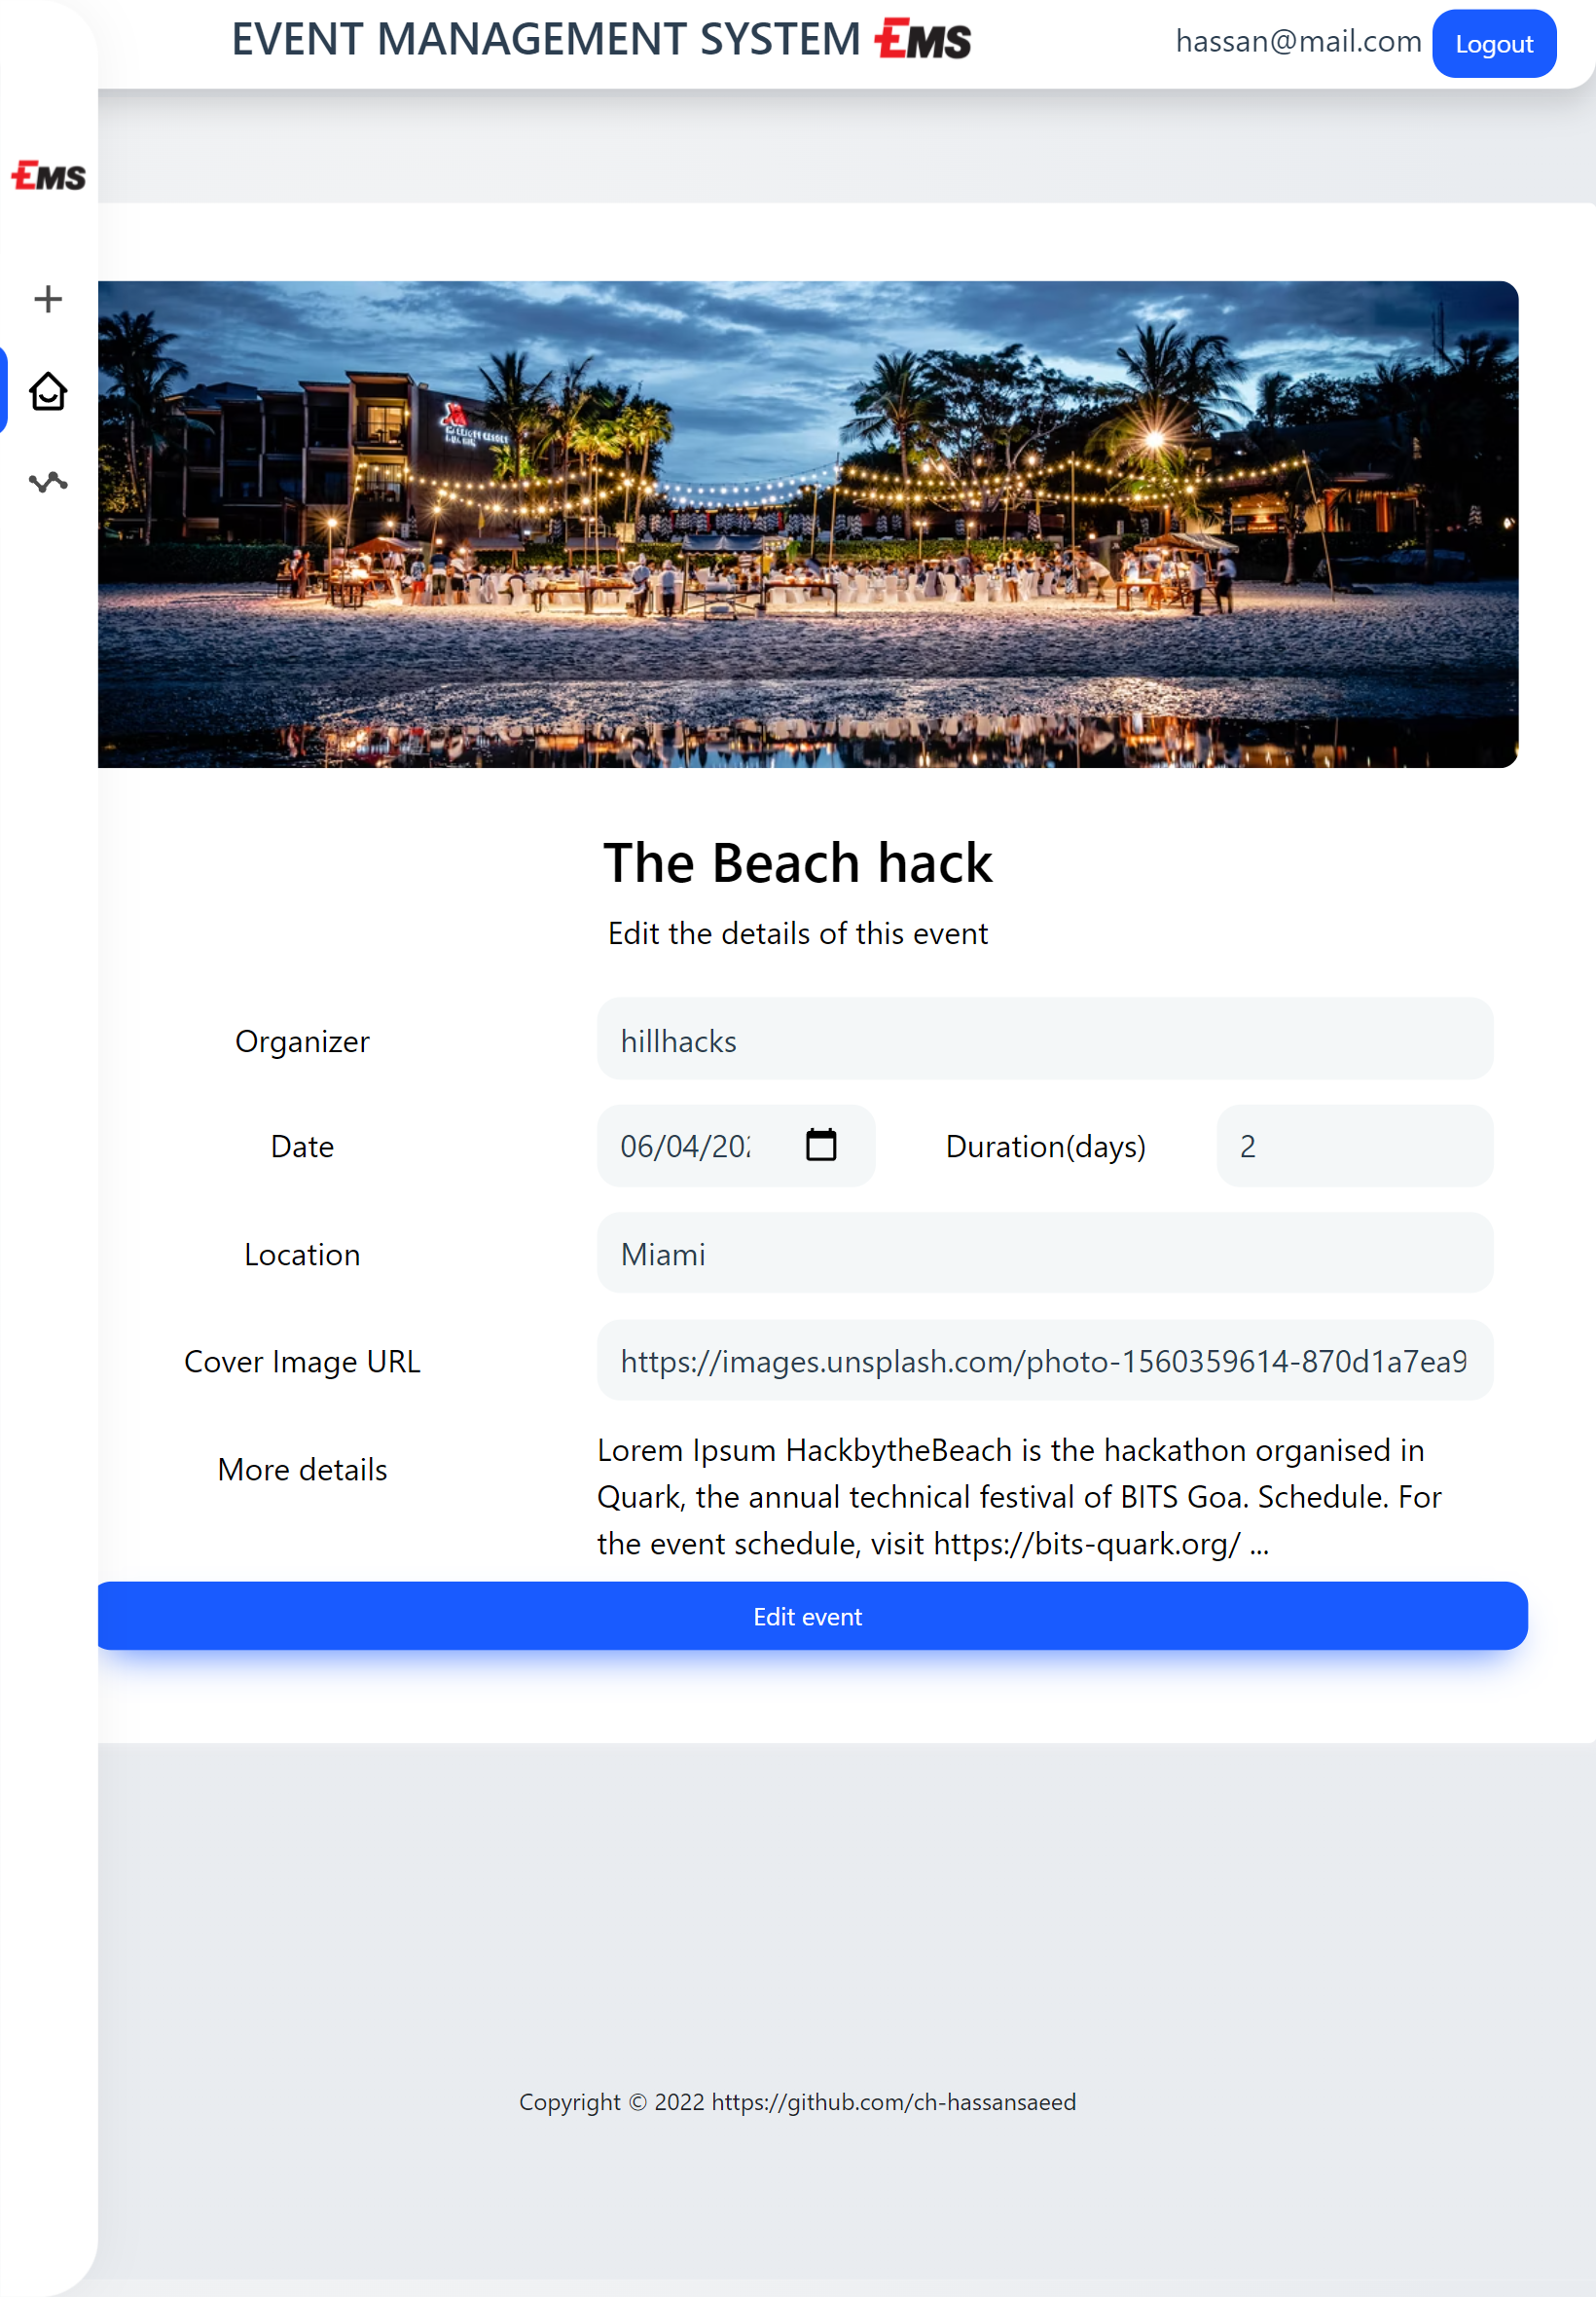 EVENT MANAGEMENT SYSTEM EMS
hassan@mail.com
Logout
EMS
The Beach hack
Edit the details of this event
Organizer
hillhacks
Date
06/04/202
Duration(days)
2
Location
Miami
Cover Image URL
https://images.unsplash.com/photo-1560359614-870d1a7ea9
More details
Lorem Ipsum HackbytheBeach is the hackathon organised in
Quark, the annual technical festival of BITS Goa. Schedule. For
the event schedule, visit https://bits-quark.org/ ...
Edit event
Copyright © 2022 https://github.com/ch-hassansaeed